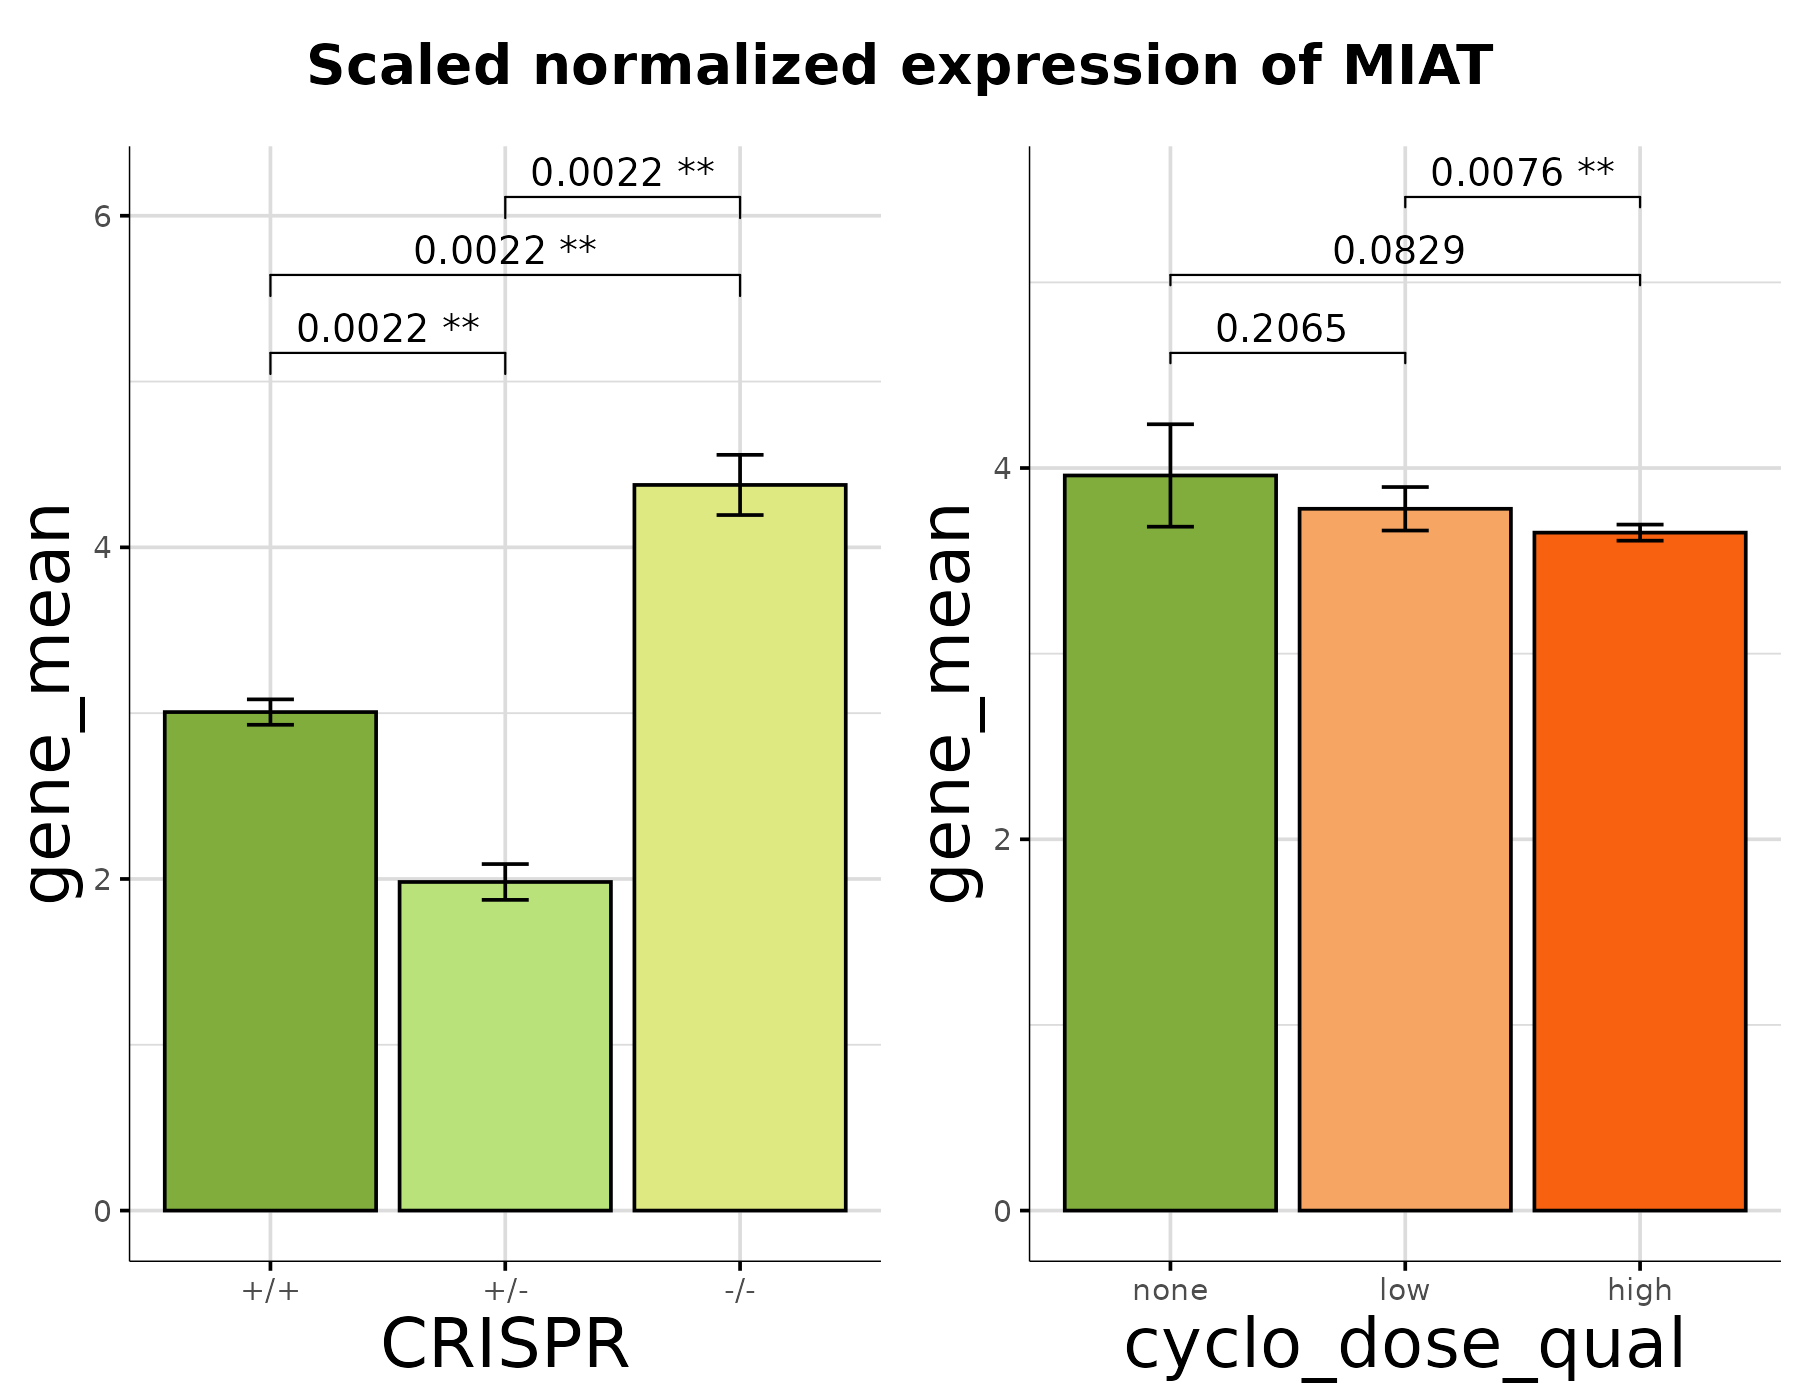 Scaled normalized expression of MIAT
gene_mean
6
4
2
0
0.0022 **
0.0022 **
0.0022 **
+/+
+/-
-/-
CRISPR
gene_mean
4
2
0
0.0076 **
0.0829
0.2065
none
low
high
cyclo_dose_qual